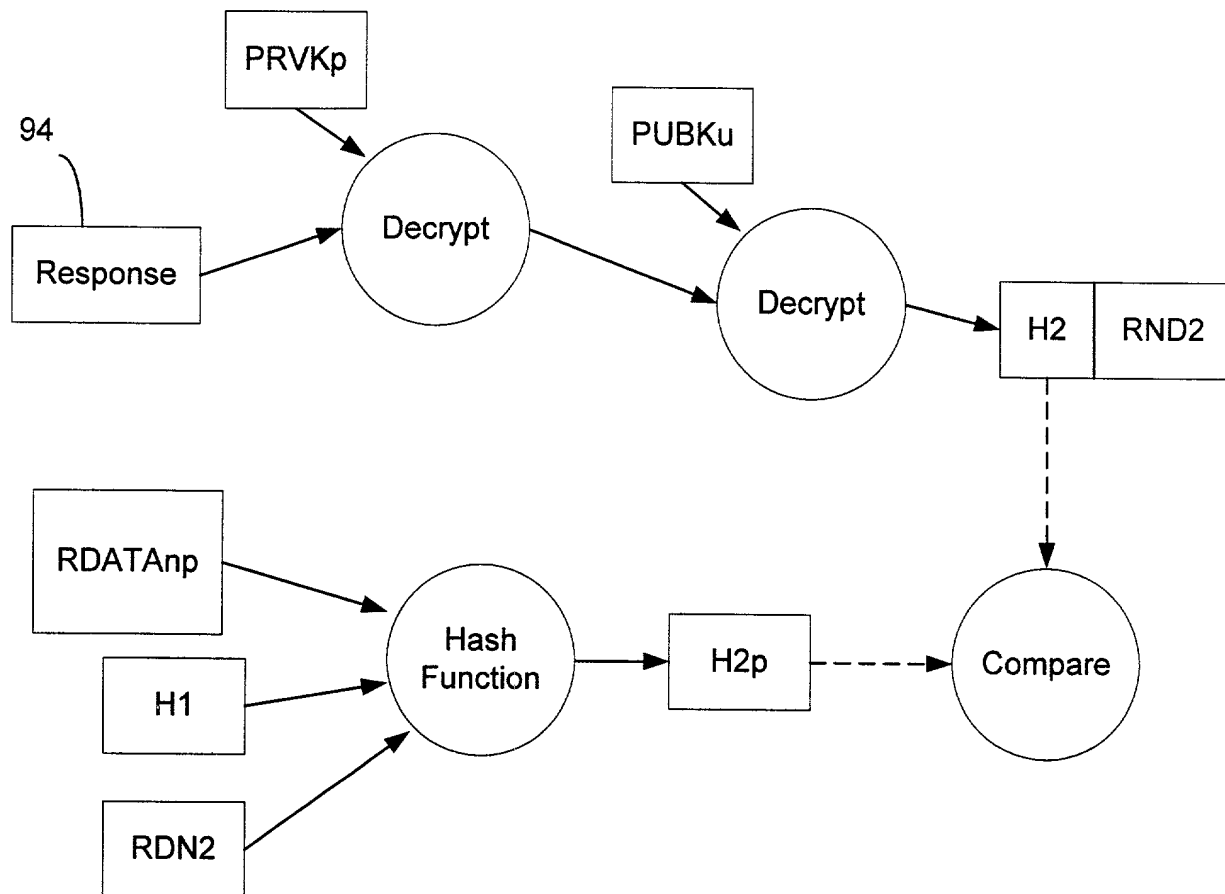 PRVKp
94
PUBKu
Response
Decrypt
Decrypt
H2
RND2
RDATAnp
Hash
Function
H2p
Compare
H1
RDN2